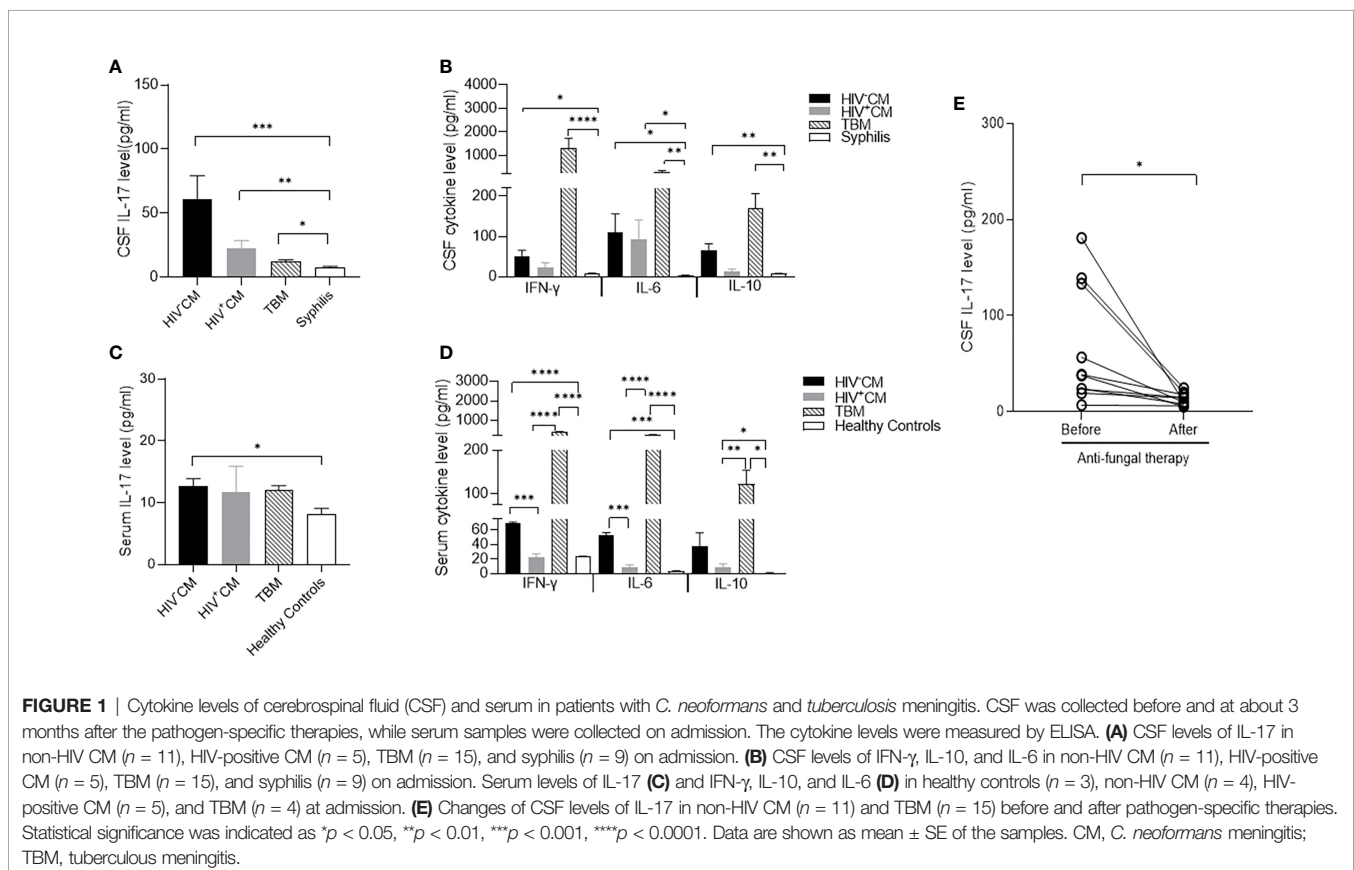 A
150
100
50
0
CSF IL-17 level(pg/ml)
***
**
*
HIV-CM
HIV+CM
TBM
Syphilis
B
4000
3000
2000
1000
200
100
0
CSF cytokine level (pg/ml)
*
****
*
*
**
**
**
IFN-γ
IL-6
IL-10
HIV-CM
HIV+CM
TBM
Syphilis
C
30
20
10
0
Serum IL-17 level (pg/ml)
*
HIV-CM
HIV+CM
TBM
Healthy Controls
D
3000
2000
1000
200
100
60
40
20
0
Serum cytokine level (pg/ml)
****
****
****
***
****
****
***
***
*
**
*
IFN-γ
IL-6
IL-10
HIV-CM
HIV+CM
TBM
Healthy Controls
E
300
200
100
0
CSF IL-17 level (pg/ml)
*
Before
After
Anti-fungal therapy
FIGURE 1 | Cytokine levels of cerebrospinal fluid (CSF) and serum in patients with C. neoformans and tuberculosis meningitis. CSF was collected before and at about 3
months after the pathogen-specific therapies, while serum samples were collected on admission. The cytokine levels were measured by ELISA. (A) CSF levels of IL-17 in
non-HIV CM (n = 11), HIV-positive CM (n = 5), TBM (n = 15), and syphilis (n = 9) on admission. (B) CSF levels of IFN-γ, IL-10, and IL-6 in non-HIV CM (n = 11), HIV-positive
CM (n = 5), TBM (n = 15), and syphilis (n = 9) on admission. Serum levels of IL-17 (C) and IFN-γ, IL-10, and IL-6 (D) in healthy controls (n = 3), non-HIV CM (n = 4), HIV-
positive CM (n = 5), and TBM (n = 4) at admission. (E) Changes of CSF levels of IL-17 in non-HIV CM (n = 11) and TBM (n = 15) before and after pathogen-specific therapies.
Statistical significance was indicated as *p < 0.05, **p < 0.01, ***p < 0.001, ****p < 0.0001. Data are shown as mean ± SE of the samples. CM, C. neoformans meningitis;
TBM, tuberculous meningitis.